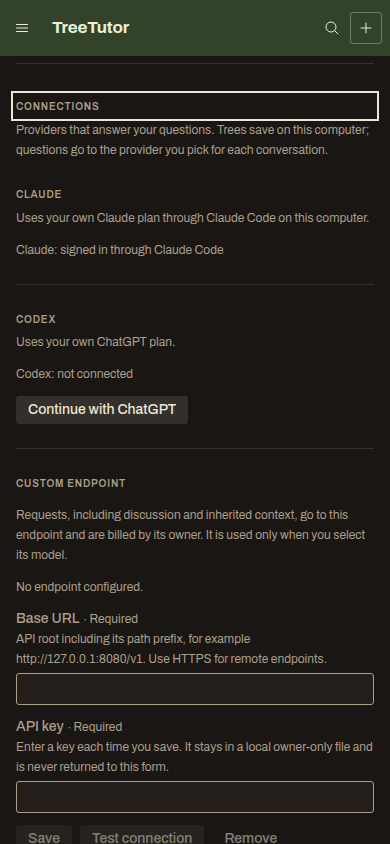 TreeTutor
CONNECTIONS
Providers that answer your questions. Trees save on this computer;
questions go to the provider you pick for each conversation.
CLAUDE
Uses your own Claude plan through Claude Code on this computer.
Claude: signed in through Claude Code
CODEX
Uses your own ChatGPT plan.
Codex: not connected
Continue with ChatGPT
CUSTOM ENDPOINT
Requests, including discussion and inherited context, go to this
endpoint and are billed by its owner. It is used only when you select
its model.
No endpoint configured.
Base URL · Required
API root including its path prefix, for example
http://127.0.0.1:8080/v1. Use HTTPS for remote endpoints.
API key · Required
Enter a key each time you save. It stays in a local owner-only file and
is never returned to this form.
Save Test connection Remove